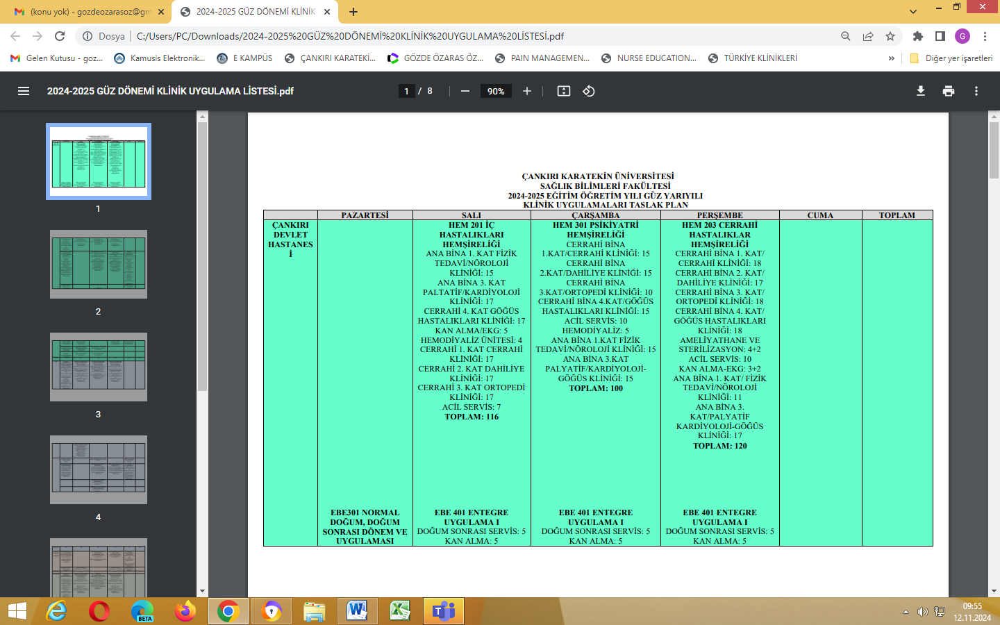 (konu yok) - gozdeozarasoz@gm
2024-2025 GÜZ DÖNEMİ KLİNİK
Dosya
C:/Users/PC/Downloads/2024-2025%20GÜZ%20DÖNEMİ%20KLİNİK%20UYGULAMA%20LİSTESİ.pdf
G
Gelen Kutusu - goz...
Kamusis Elektronik...
E KAMPÜS
ÇANKIRI KARATEKİ...
GÖZDE ÖZARAS ÖZ...
PAIN MANAGEMEN...
NURSE EDUCATION...
TÜRKİYE KLİNİKLERİ
»
Diğer yer işaretleri
2024-2025 GÜZ DÖNEMİ KLİNİK UYGULAMA LİSTESİ.pdf
1 / 8
90%
1
2
3
4
ÇANKIRI KARATEKİN ÜNİVERSİTESİ
SAĞLIK BİLİMLERİ FAKÜLTESİ
2024-2025 EĞİTİM ÖĞRETİM YILI GÜZ YARIYILI
KLİNİK UYGULAMALARI TASLAK PLAN
PAZARTESİ
SALI
ÇARŞAMBA
PERŞEMBE
CUMA
TOPLAM
ÇANKIRI
DEVLET
HASTANES
İ
EBE301 NORMAL
DOĞUM, DOĞUM
SONRASI DÖNEM VE
UYGULAMASI
HEM 201 İÇ
HASTALIKLARI
HEMŞİRELİĞİ
ANA BİNA 1. KAT FİZİK
TEDAVİ/NÖROLOJİ
KLİNİĞİ: 15
ANA BİNA 3. KAT
PALTATİF/KARDİYOLOJİ
KLİNİĞİ: 17
CERRAHİ 4. KAT GÖĞÜS
HASTALIKLARI KLİNİĞİ: 17
KAN ALMA/EKG: 5
HEMODİYALİZ ÜNİTESİ: 4
CERRAHİ 1. KAT CERRAHİ
KLİNİĞİ: 17
CERRAHİ 2. KAT DAHİLİYE
KLİNİĞİ: 17
CERRAHİ 3. KAT ORTOPEDİ
KLİNİĞİ: 17
ACİL SERVİS: 7
TOPLAM: 116
EBE 401 ENTEGRE
UYGULAMA I
DOĞUM SONRASI SERVİS: 5
KAN ALMA: 5
HEM 301 PSİKİYATRİ
HEMŞİRELİĞİ
CERRAHİ BİNA
1.KAT/CERRAHİ KLİNİĞİ: 15
CERRAHİ BİNA
2.KAT/DAHİLİYE KLİNİĞİ: 15
CERRAHİ BİNA
3.KAT/ORTOPEDİ KLİNİĞİ: 10
CERRAHİ BİNA 4.KAT/GÖĞÜS
HASTALIKLARI KLİNİĞİ: 15
ACİL SERVİS: 10
HEMODİYALİZ: 5
ANA BİNA 1.KAT FİZİK
TEDAVİ/NÖROLOJİ KLİNİĞİ: 15
ANA BİNA 3.KAT
PALYATİF/KARDİYOLOJİ-
GÖĞÜS KLİNİĞİ: 15
TOPLAM: 100
EBE 401 ENTEGRE
UYGULAMA I
DOĞUM SONRASI SERVİS: 5
KAN ALMA: 5
HEM 203 CERRAHİ
HASTALIKLAR
HEMŞİRELİĞİ
CERRAHİ BİNA 1. KAT/
CERRAHİ KLİNİĞİ: 18
CERRAHİ BİNA 2. KAT/
DAHİLİYE KLİNİĞİ: 17
CERRAHİ BİNA 3. KAT/
ORTOPEDİ KLİNİĞİ: 18
CERRAHİ BİNA 4. KAT/
GÖĞÜS HASTALIKLARI
KLİNİĞİ: 18
AMELİYATHANE VE
STERİLİZASYON: 4+2
ACİL SERVİS: 10
KAN ALMA-EKG: 3+2
ANA BİNA 1. KAT/ FİZİK
TEDAVİ/NÖROLOJİ
KLİNİĞİ: 11
ANA BİNA 3.
KAT/PALYATİF
KARDİYOLOJİ-GÖĞÜS
KLİNİĞİ: 17
TOPLAM: 120
EBE 401 ENTEGRE
UYGULAMA I
DOĞUM SONRASI SERVİS: 5
KAN ALMA: 5
BETA
09:55
12.11.2024